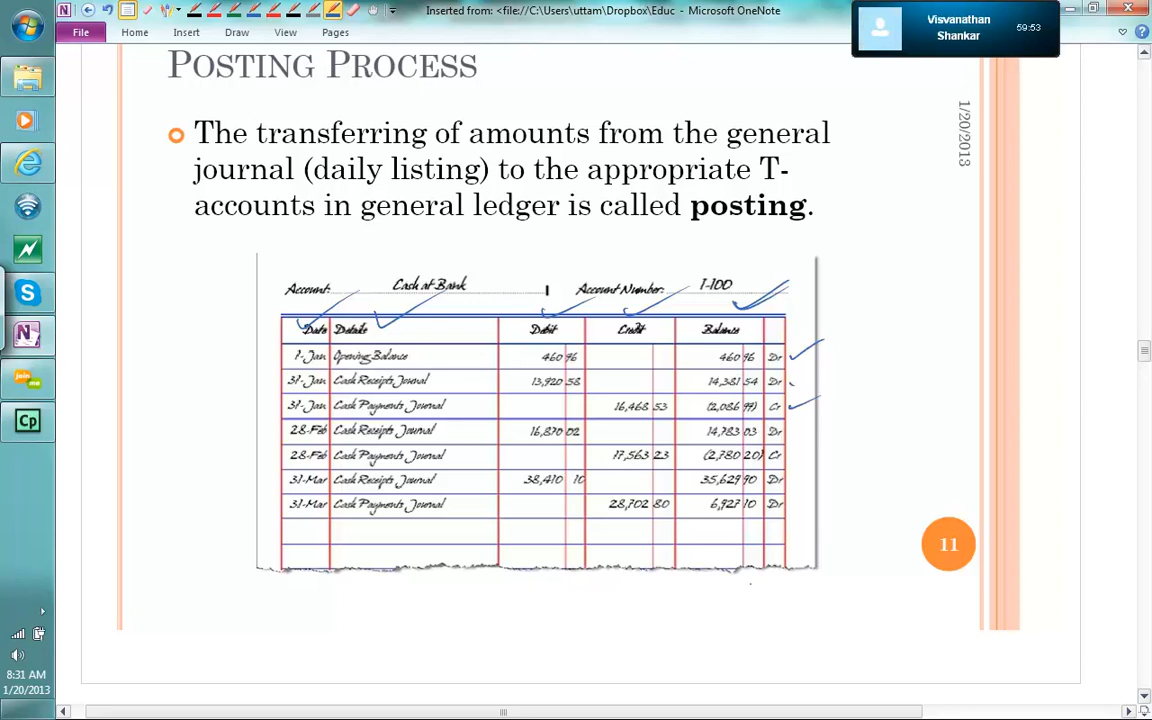 Inserted from: <file://C:\Users\uttam\Dropbox\Educ - Microsoft OneNote
File Home Insert Draw View Pages
Visvanathan Shankar
59:53
POSTING PROCESS
1/20/2013
The transferring of amounts from the general
journal (daily listing) to the appropriate T-
accounts in general ledger is called posting.
Account: Cash at Bank Account Number: 1-100
Date Details Debit Credit Balance
1-Jan Opening Balance 460 96 460 96 Dr
31-Jan Cash Receipts Journal 13,920 58 14,381 54 Dr
31-Jan Cash Payments Journal 16,468 53 (2,086 99) Cr
28-Feb Cash Receipts Journal 16,870 02 14,783 03 Dr
28-Feb Cash Payments Journal 17,563 23 (2,780 20) Cr
31-Mar Cash Receipts Journal 38,410 10 35,629 90 Dr
31-Mar Cash Payments Journal 28,702 80 6,927 10 Dr
11
join me
Cp
8:31 AM
1/20/2013